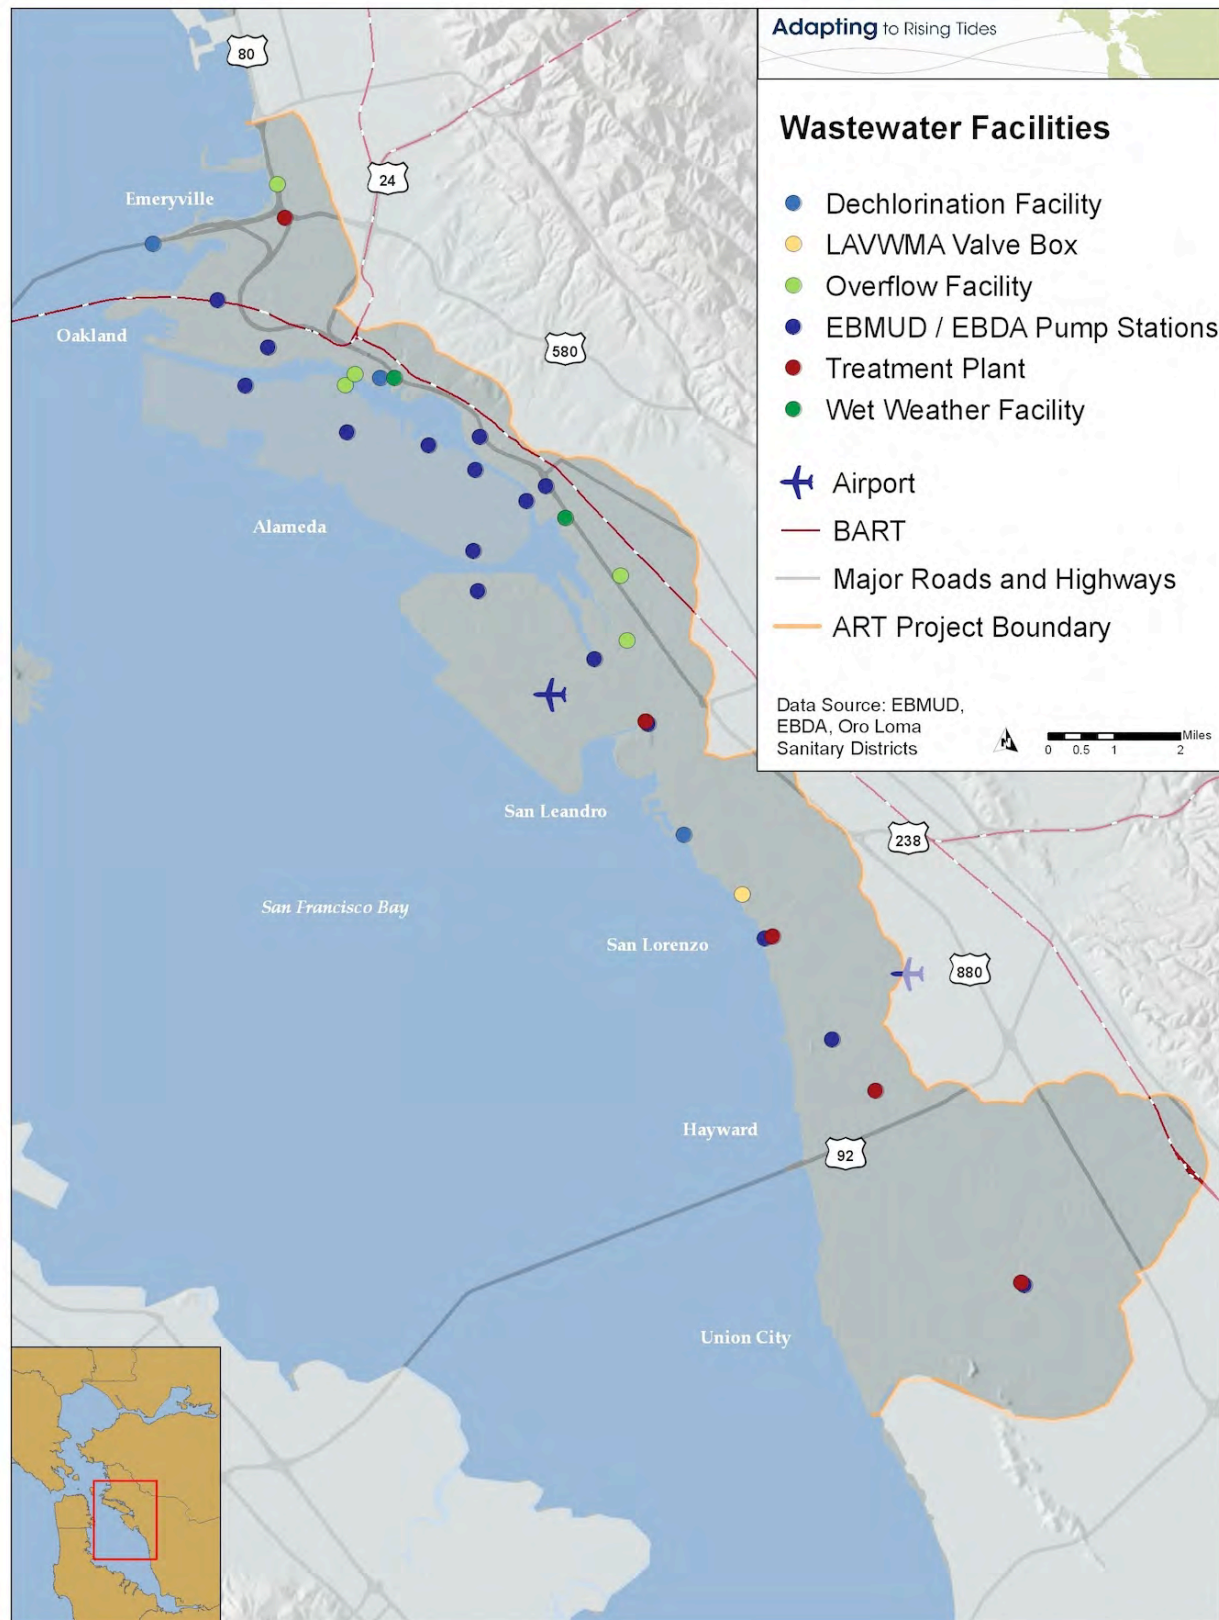 Adapting to Rising Tides
Wastewater Facilities
Dechlorination Facility
LAVWMA Valve Box
Overflow Facility
EBMUD / EBDA Pump Stations
Treatment Plant
Wet Weather Facility
Airport
BART
Major Roads and Highways
ART Project Boundary
Data Source: EBMUD,
EBDA, Oro Loma
Sanitary Districts
N
Miles
0 0.5 1 2
80
24
Emeryville
Oakland
580
Alameda
San Leandro
238
San Francisco Bay
San Lorenzo
880
Hayward
92
Union City